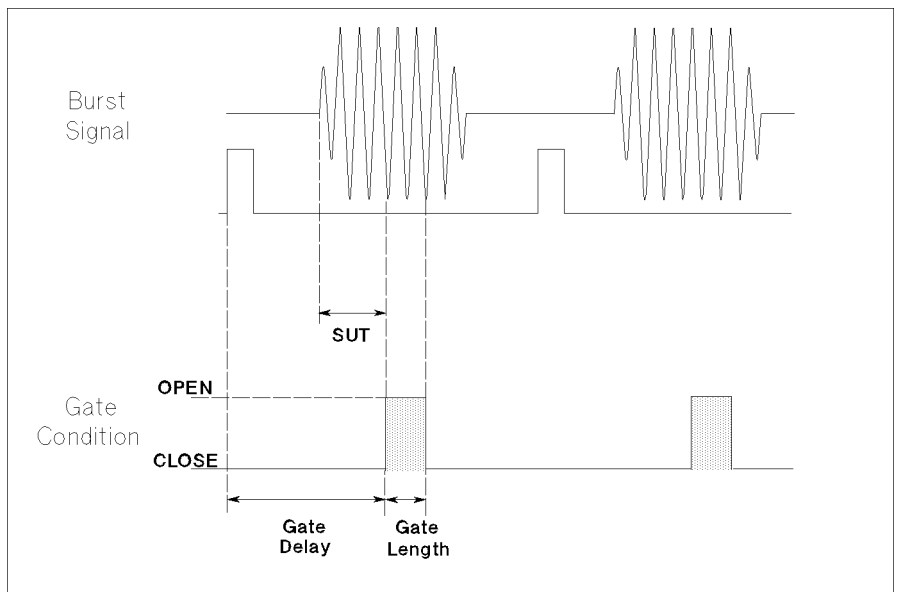 Burst
Signal
SUT
OPEN
Gate
Condition
CLOSE
Gate
Delay
Gate
Length